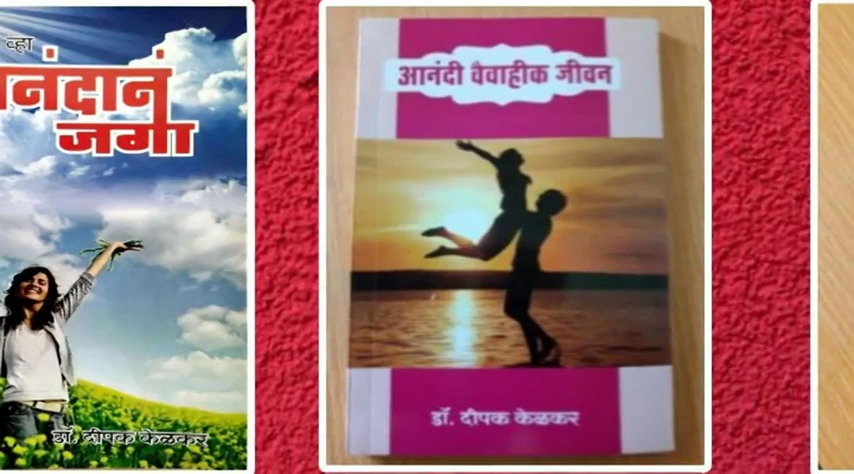 व्हा
जगा
डॉ. दीपक केळकर
आनंदी वैवाहीक जीवन
डॉ. दीपक केळकर